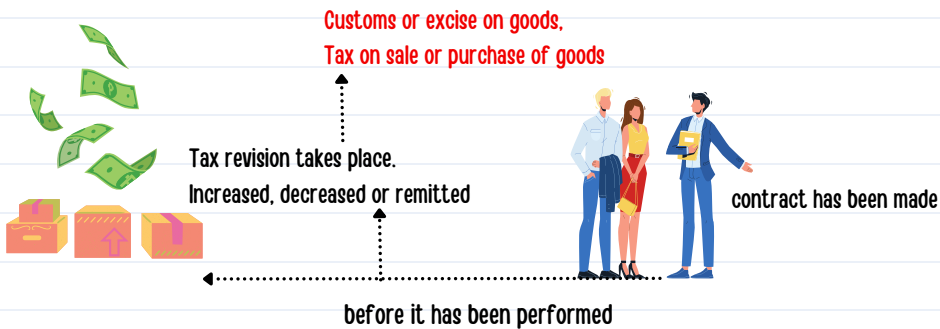 Customs or excise on goods,
Tax on sale or purchase of goods
Tax revision takes place.
Increased, decreased or remitted
contract has been made
before it has been performed